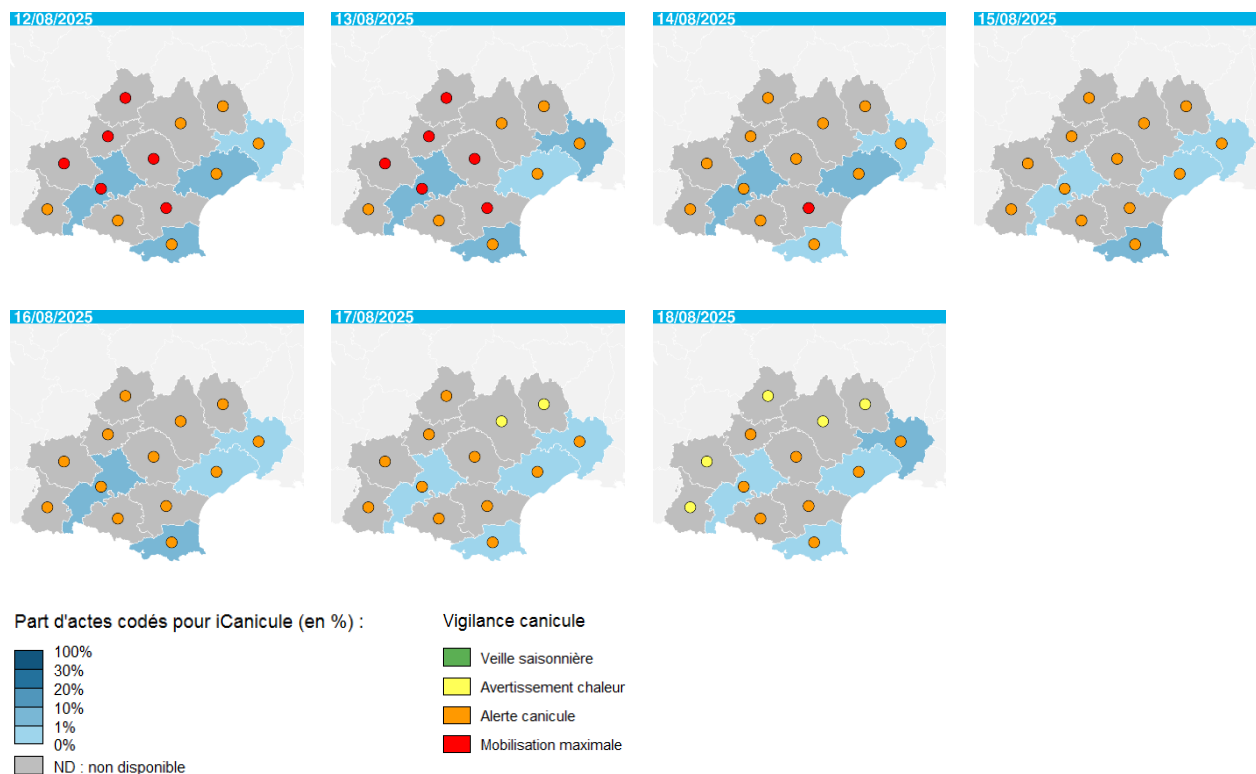 12/08/2025
13/08/2025
14/08/2025
15/08/2025
16/08/2025
17/08/2025
18/08/2025
Part d'actes codés pour iCanicule (en %) :
100%
30%
20%
10%
1%
0%
ND : non disponible
Vigilance canicule
Veille saisonnière
Avertissement chaleur
Alerte canicule
Mobilisation maximale